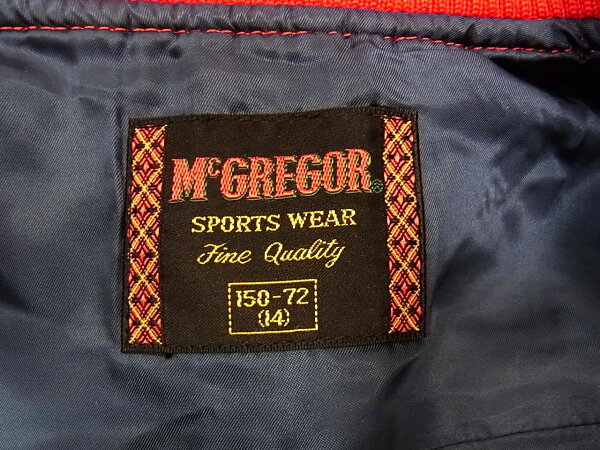 McGREGOR®
SPORTS WEAR
Fine Quality
150-72
(14)